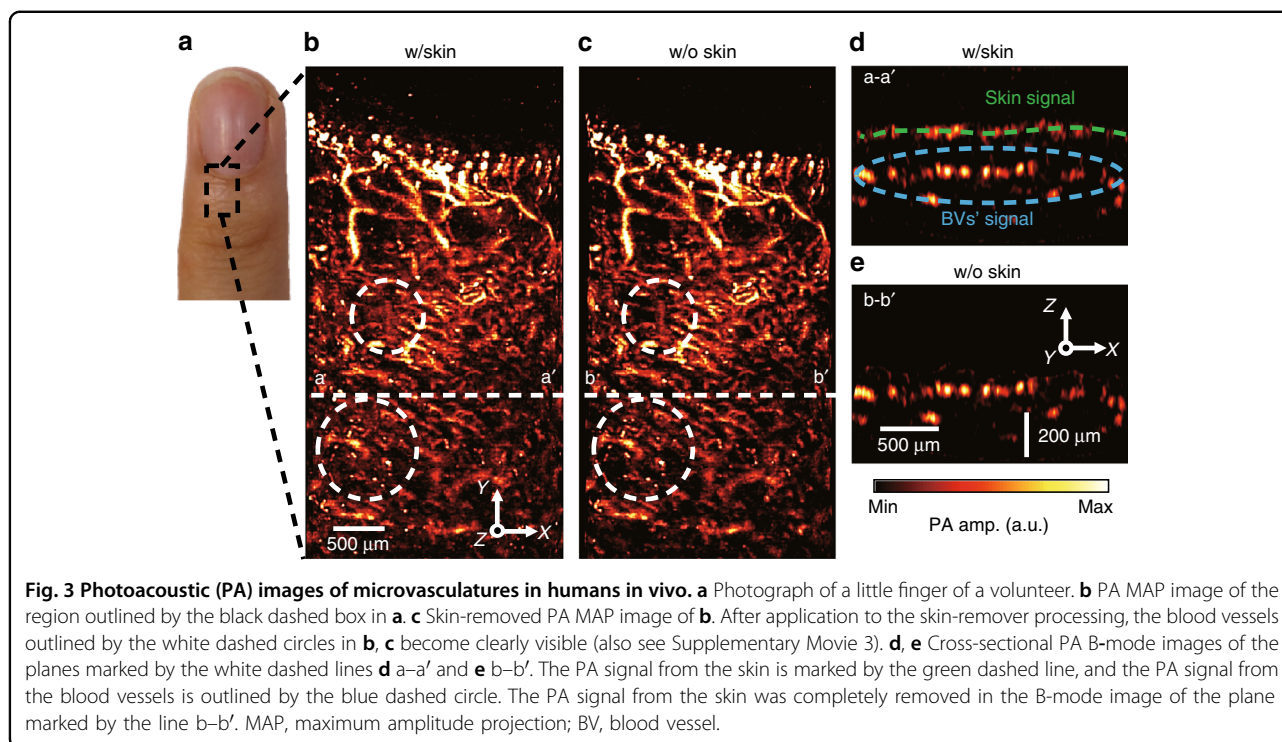 a
b
w/skin
a
a′
500 µm
Y
Z
X
c
w/o skin
b
b′
d
w/skin
a-a′
Skin signal
BVs' signal
e
w/o skin
b-b′
Z
Y
X
500 µm
200 µm
Min
Max
PA amp. (a.u.)
Fig. 3 Photoacoustic (PA) images of microvasculatures in humans in vivo. a Photograph of a little finger of a volunteer. b PA MAP image of the
region outlined by the black dashed box in a. c Skin-removed PA MAP image of b. After application to the skin-remover processing, the blood vessels
outlined by the white dashed circles in b, c become clearly visible (also see Supplementary Movie 3). d, e Cross-sectional PA B-mode images of the
planes marked by the white dashed lines d a–a′ and e b–b′. The PA signal from the skin is marked by the green dashed line, and the PA signal from
the blood vessels is outlined by the blue dashed circle. The PA signal from the skin was completely removed in the B-mode image of the plane
marked by the line b–b′. MAP, maximum amplitude projection; BV, blood vessel.